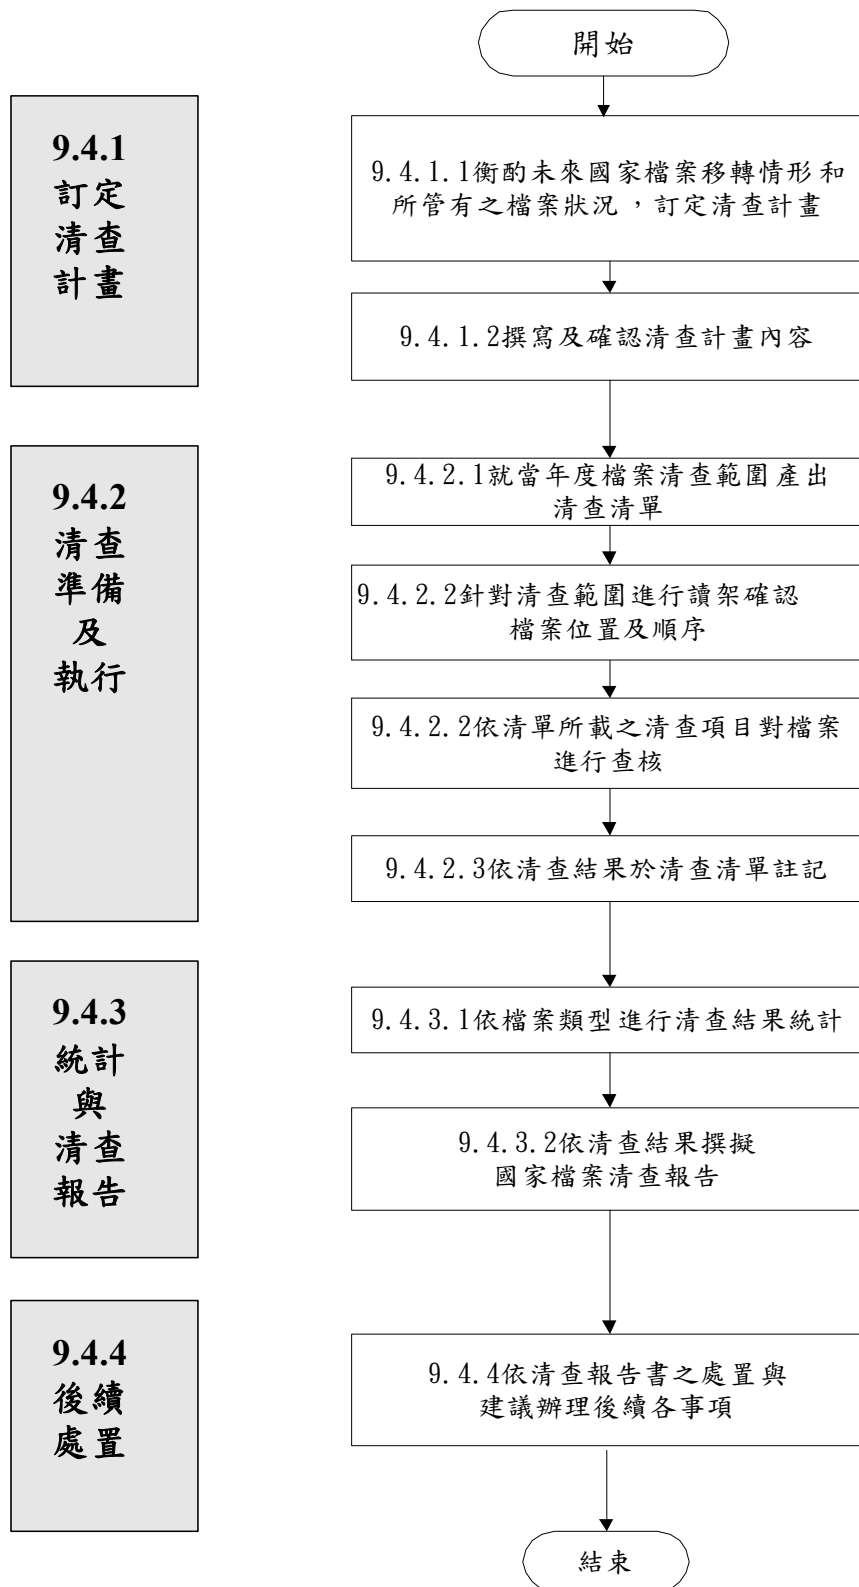 開始
9.4.1
訂定
清查
計畫
9.4.1.1衡酌未來國家檔案移轉情形和
所管有之檔案狀況，訂定清查計畫
9.4.1.2撰寫及確認清查計畫內容
9.4.2
清查
準備
及
執行
9.4.2.1就當年度檔案清查範圍產出
清查清單
9.4.2.2針對清查範圍進行讀架確認
檔案位置及順序
9.4.2.2依清單所載之清查項目對檔案
進行查核
9.4.2.3依清查結果於清查清單註記
9.4.3
統計
與
清查
報告
9.4.3.1依檔案類型進行清查結果統計
9.4.3.2依清查結果撰擬
國家檔案清查報告
9.4.4
後續
處置
9.4.4依清查報告書之處置與
建議辦理後續各事項
結束